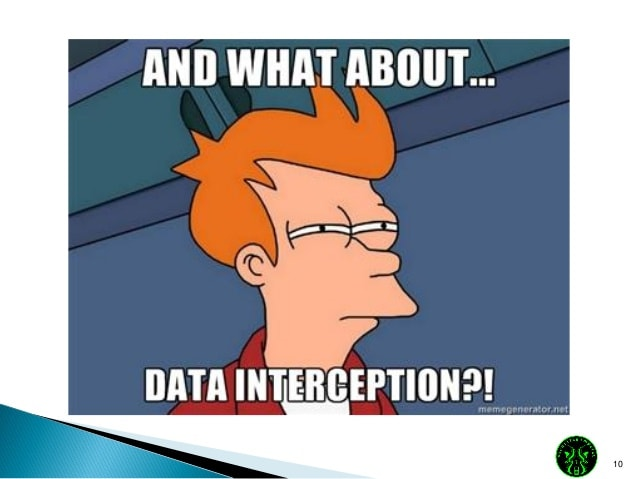 AND WHAT ABOUT...
DATA INTERCEPTION?!
memegenerator.net
10